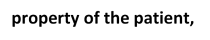 property of the patient,